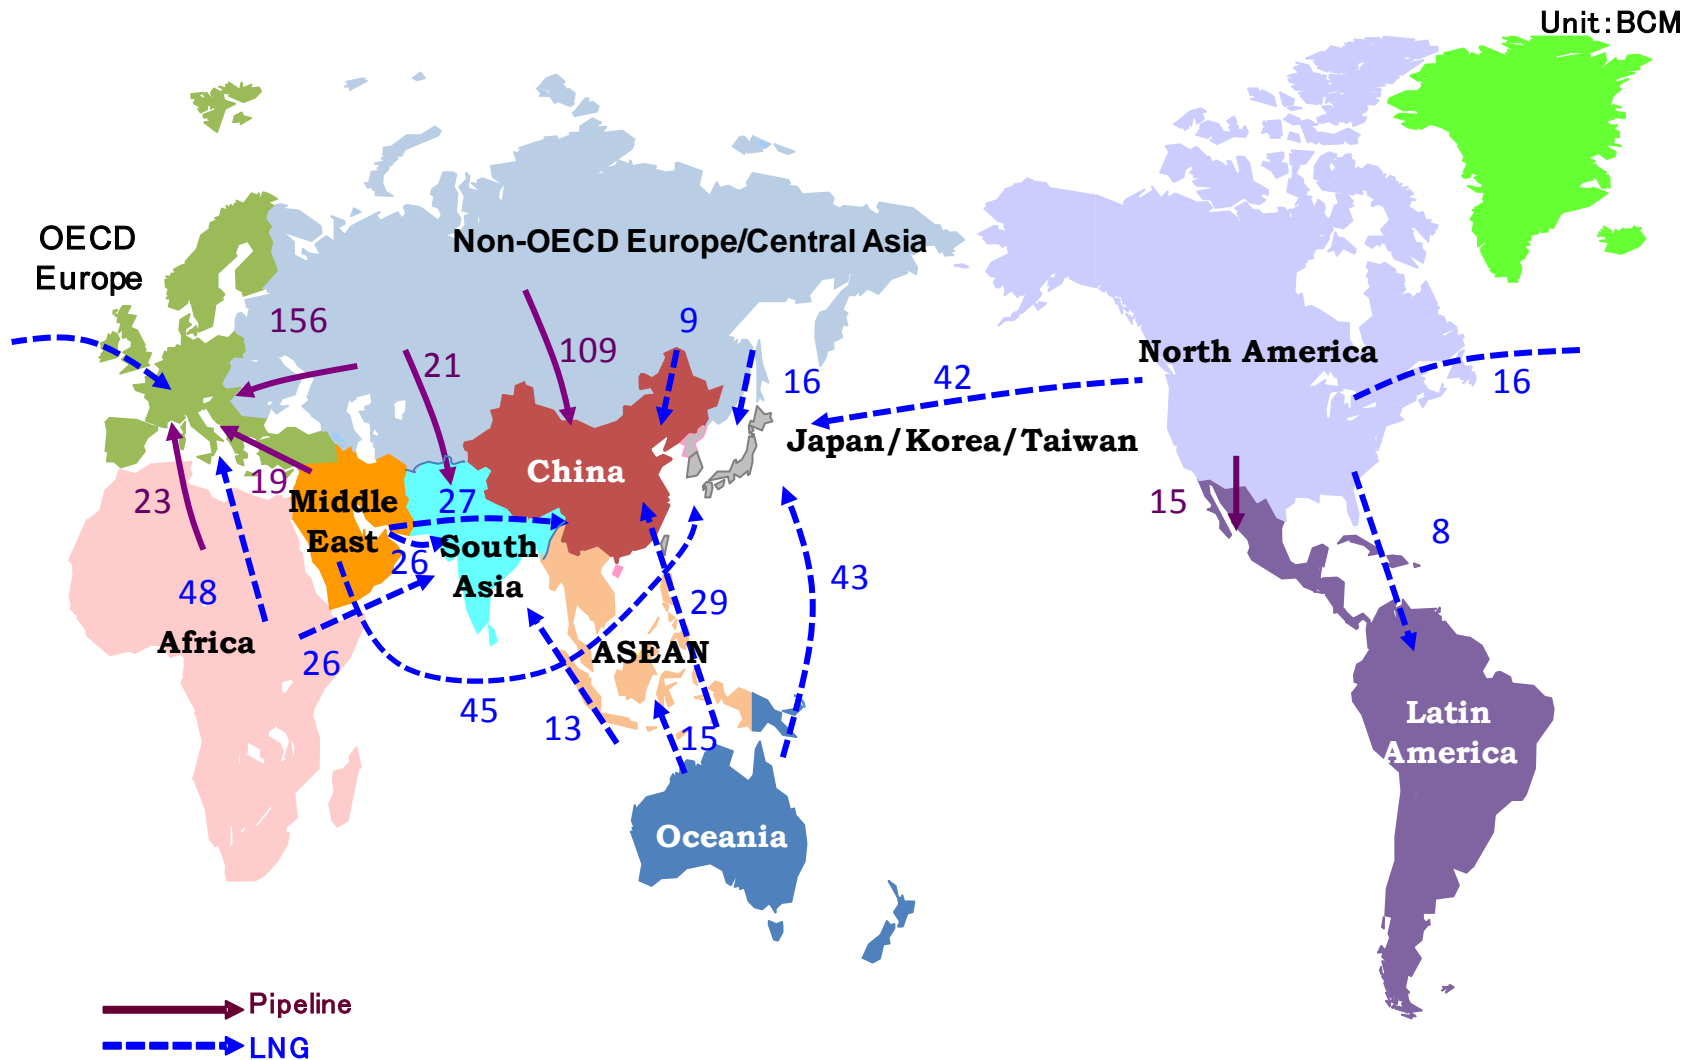 Unit:BCM
OECD
Europe
Non-OECD Europe/Central Asia
156
21
109
9
16
42
North America
16
Japan/Korea/Taiwan
China
23
19
Middle
East
27
26
South
Asia
15
8
48
Africa
26
29
43
ASEAN
45
13
15
Latin
America
Oceania
Pipeline
LNG